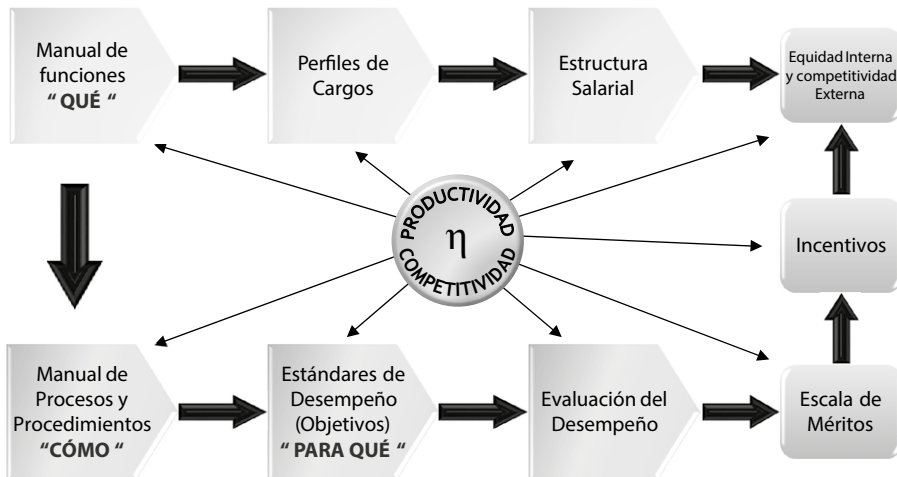 Manual de
funciones
“ QUÉ “
Perfiles de
Cargos
Estructura
Salarial
Equidad Interna
y competitividad
Externa
PRODUCTIVIDAD
η
COMPETITIVIDAD
Incentivos
Manual de
Procesos y
Procedimientos
“CÓMO “
Estándares de
Desempeño
(Objetivos)
“ PARA QUÉ “
Evaluación del
Desempeño
Escala de
Méritos